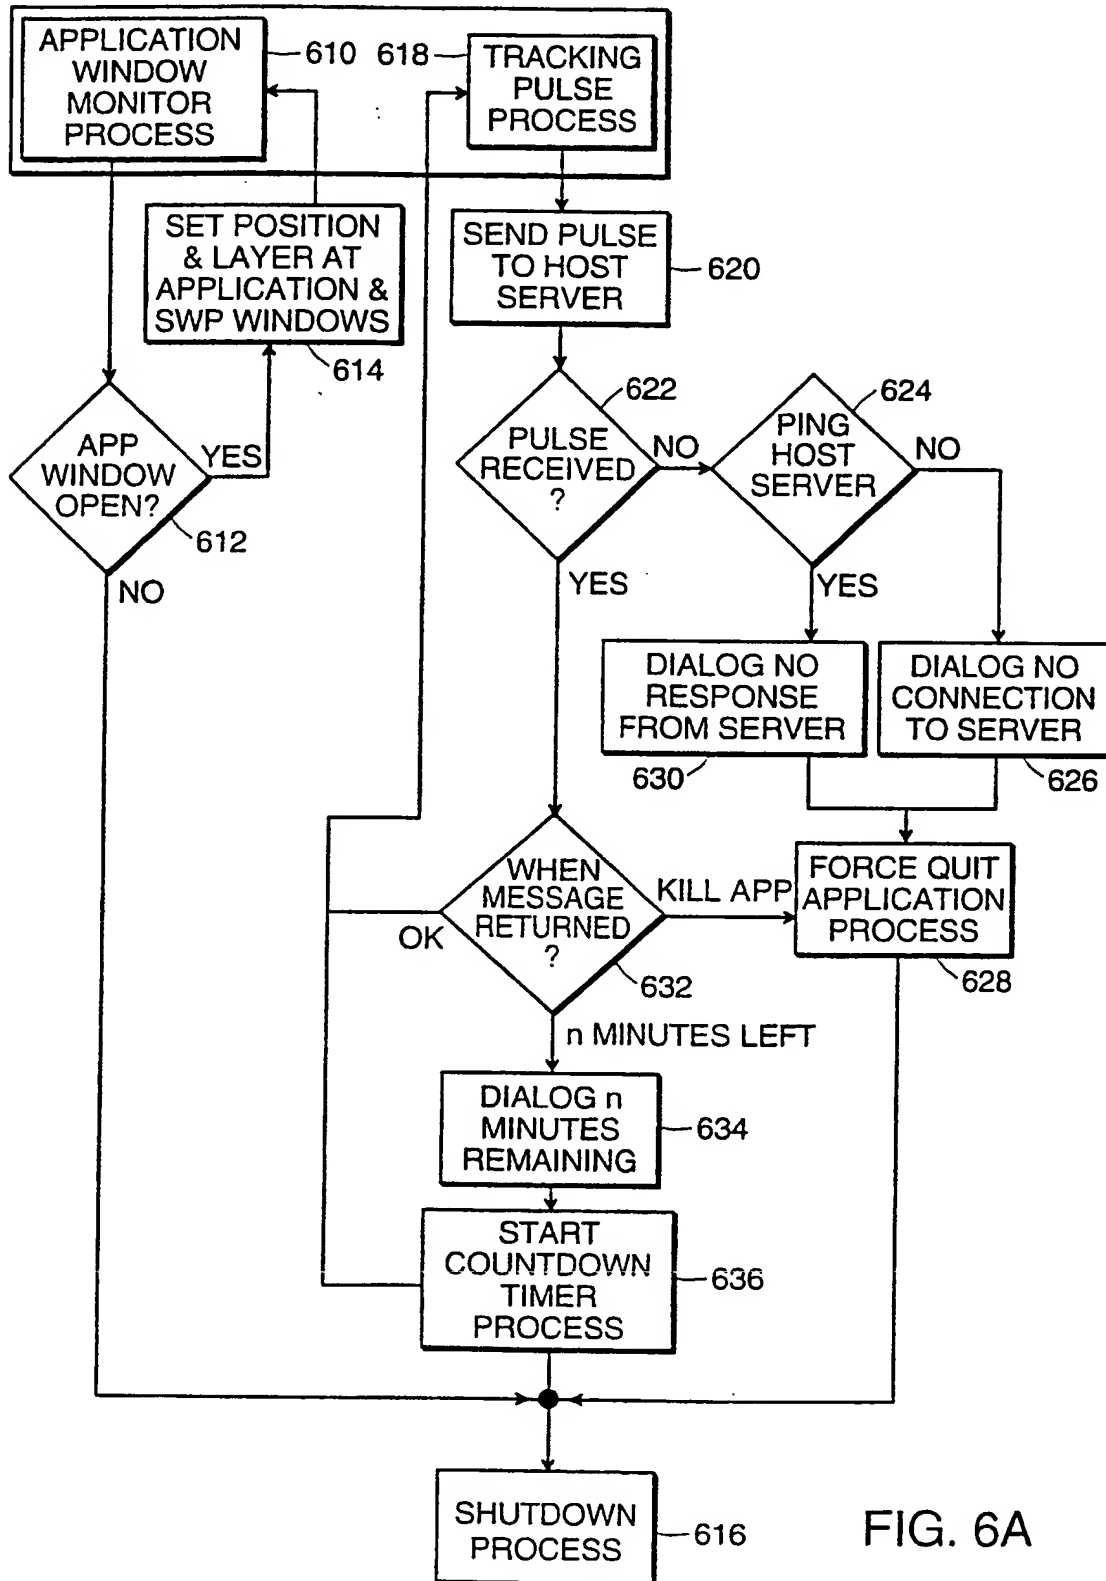 APPLICATION
WINDOW
MONITOR
PROCESS
610
618
TRACKING
PULSE
PROCESS
SET POSITION
& LAYER AT
APPLICATION &
SWP WINDOWS
614
SEND PULSE
TO HOST
SERVER
620
APP
WINDOW
OPEN?
YES
612
NO
622
PULSE
RECEIVED
?
NO
YES
624
PING
HOST
SERVER
NO
YES
DIALOG NO
RESPONSE
FROM SERVER
630
DIALOG NO
CONNECTION
TO SERVER
626
WHEN
MESSAGE
RETURNED
?
OK
KILL APP
632
n MINUTES LEFT
FORCE QUIT
APPLICATION
PROCESS
628
DIALOG n
MINUTES
REMAINING
634
START
COUNTDOWN
TIMER
PROCESS
636
SHUTDOWN
PROCESS
616
FIG. 6A